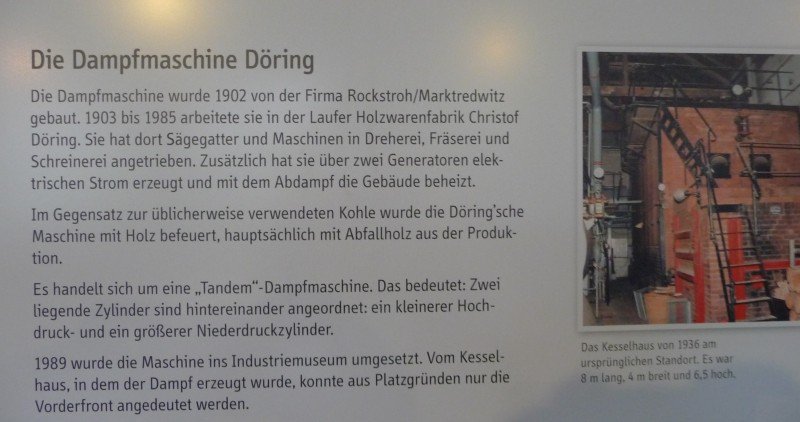 Die Dampfmaschine Döring
Die Dampfmaschine wurde 1902 von der Firma Rockstroh/Marktredwitz
gebaut. 1903 bis 1985 arbeitete sie in der Laufer Holzwarenfabrik Christof
Döring. Sie hat dort Sägegatter und Maschinen in Dreherei, Fräserei und
Schreinerei angetrieben. Zusätzlich hat sie über zwei Generatoren elek-
trischen Strom erzeugt und mit dem Abdampf die Gebäude beheizt.
Im Gegensatz zur üblicherweise verwendeten Kohle wurde die Döring'sche
Maschine mit Holz befeuert, hauptsächlich mit Abfallholz aus der Produk-
tion.
Es handelt sich um eine „Tandem“-Dampfmaschine. Das bedeutet: Zwei
liegende Zylinder sind hintereinander angeordnet: ein kleinerer Hoch-
druck- und ein größerer Niederdruckzylinder.
1989 wurde die Maschine ins Industriemuseum umgesetzt. Vom Kessel-
haus, in dem der Dampf erzeugt wurde, konnte aus Platzgründen nur die
Vorderfront angedeutet werden.
Das Kesselhaus von 1936 am
ursprünglichen Standort. Es war
8 m lang, 4 m breit und 6,5 hoch.